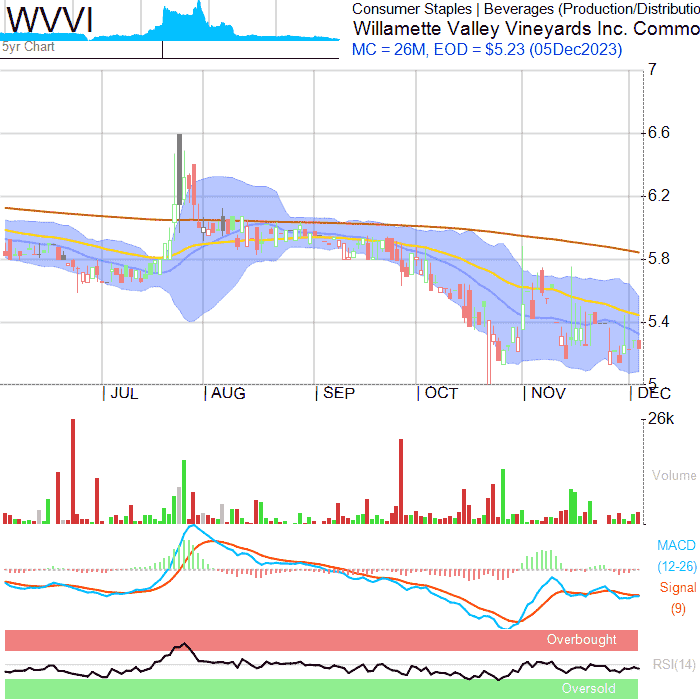 WVVI
5yr Chart
Consumer Staples | Beverages (Production/Distributio
Willamette Valley Vineyards Inc. Commo
MC = 26M, EOD = $5.23 (05Dec2023)
7
6.6
6.2
5.8
5.4
5
JUL AUG SEP OCT NOV DEC
26k
Volume
MACD
(12-26)
Signal
(9)
Overbought
RSI(14)
Oversold